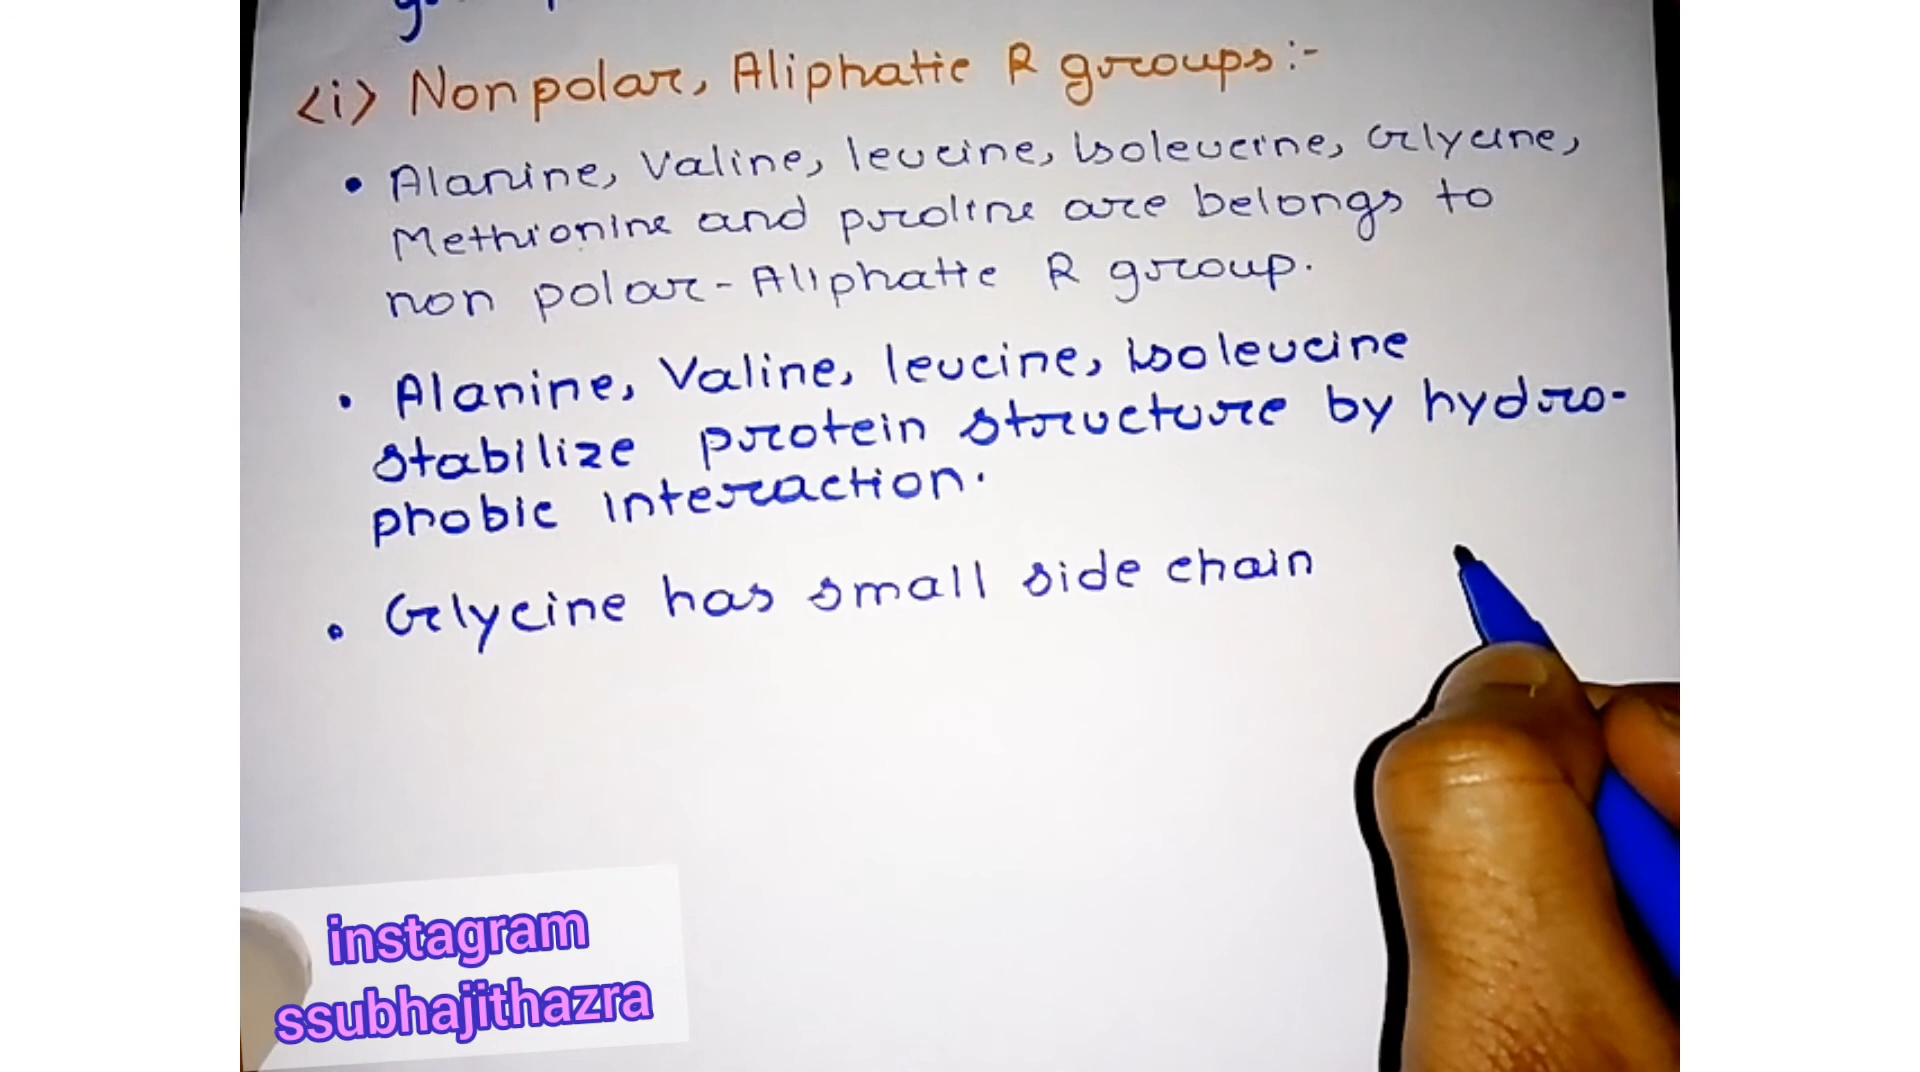 <i> Nonpolar, Aliphatic R groups:-
• Alanine, Valine, leucine, isoleucine, Glycine,
Methionine and proline are belongs to
non polar - Aliphatic R group.
• Alanine, Valine, leucine, isoleucine
stabilize protein structure by hydro-
phobic interaction.
• Glycine has small side chain
instagram
ssubhajithazra